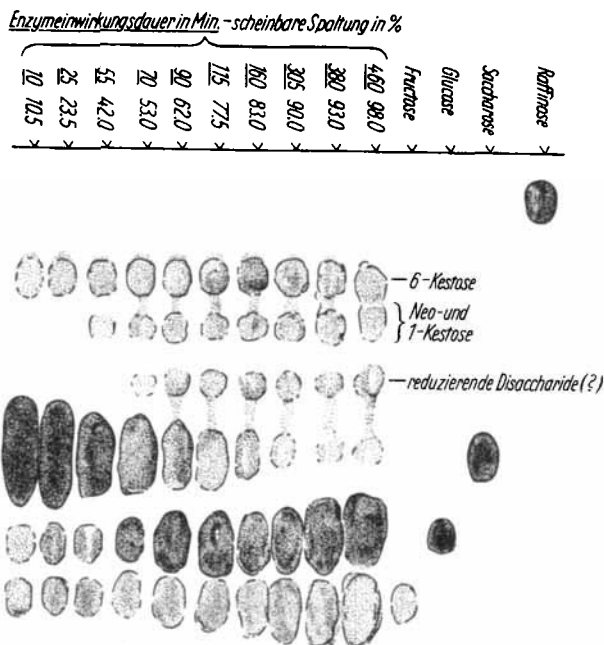 Enzymeinwirkungsdauer in Min. - scheinbare Spaltung in %
10 10.5
25 23.5
55 42.0
70 53.0
90 62.0
115 77.5
160 83.0
305 90.0
380 93.0
460 98.0
Fructose
Glucose
Saccharose
Raffinose
6-Kestose
Neo- und
1-Kestose
reduzierende Disaccharide (?)